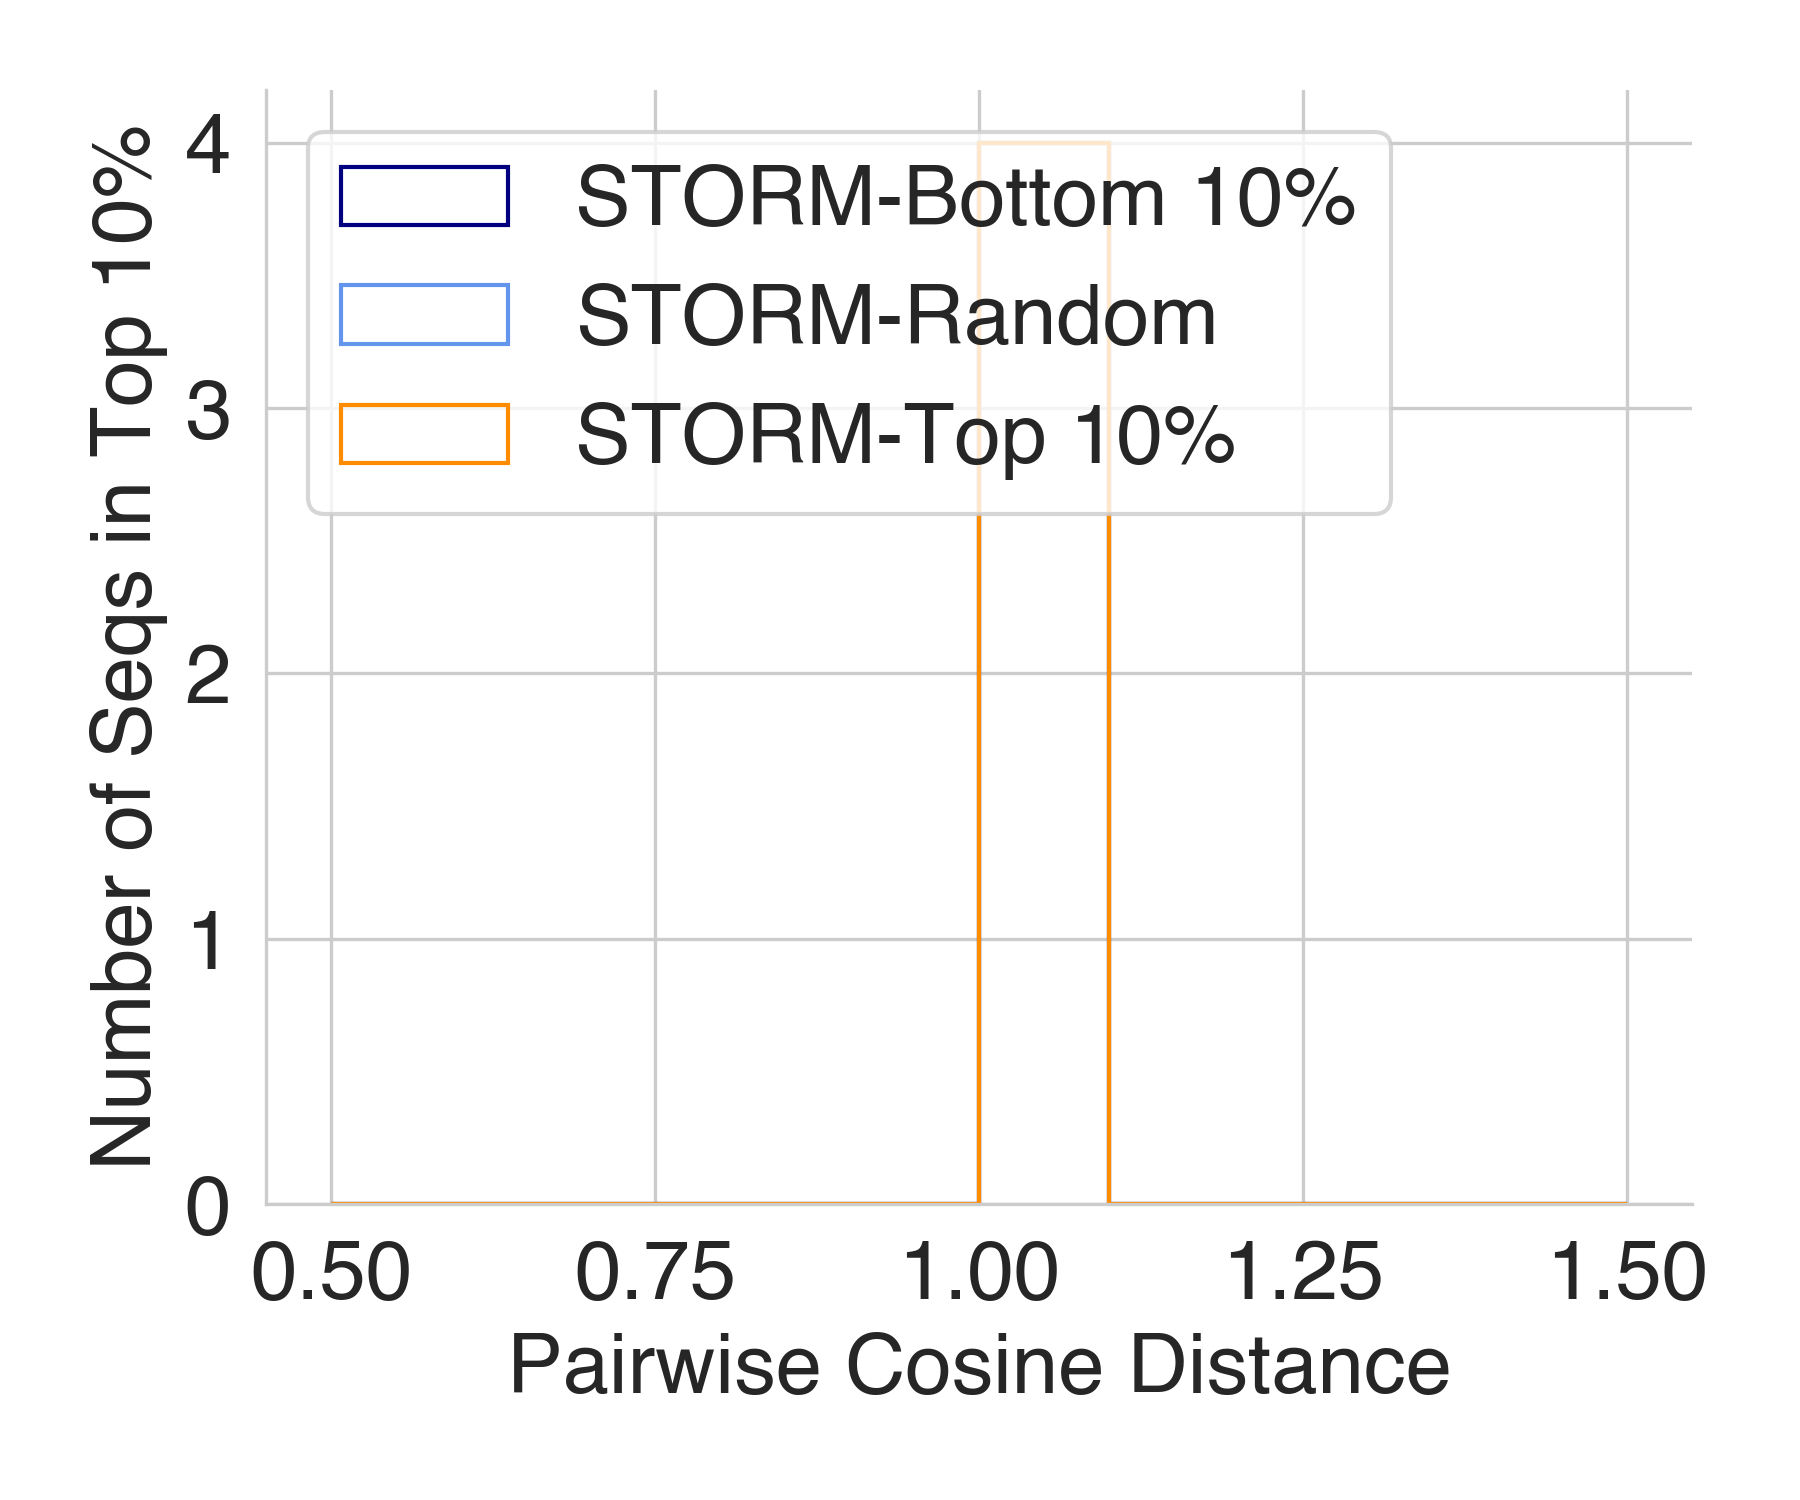 Number of Seqs in Top 10%
4
3
2
1
0
STORM-Bottom 10%
STORM-Random
STORM-Top 10%
0.50 0.75 1.00 1.25 1.50
Pairwise Cosine Distance